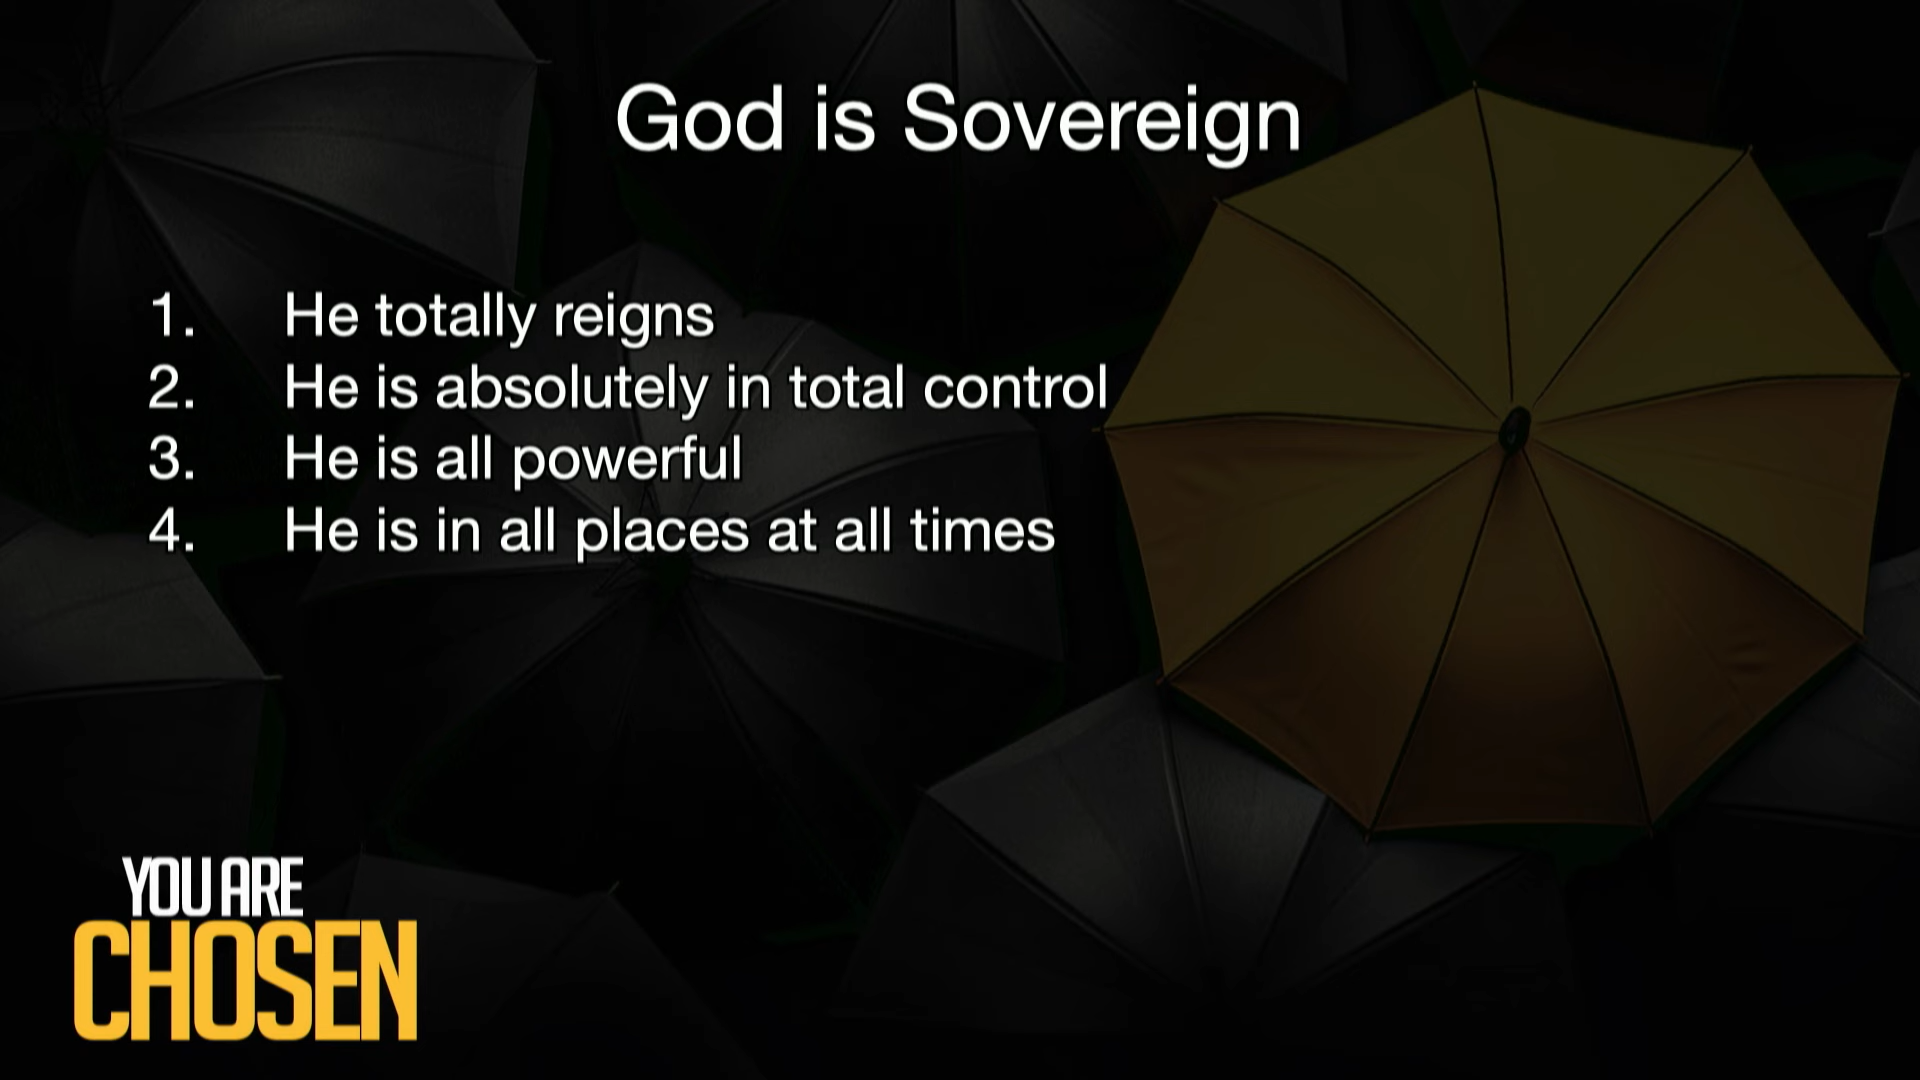 God is Sovereign
1. He totally reigns
2. He is absolutely in total control
3. He is all powerful
4. He is in all places at all times
YOU ARE
CHOSEN